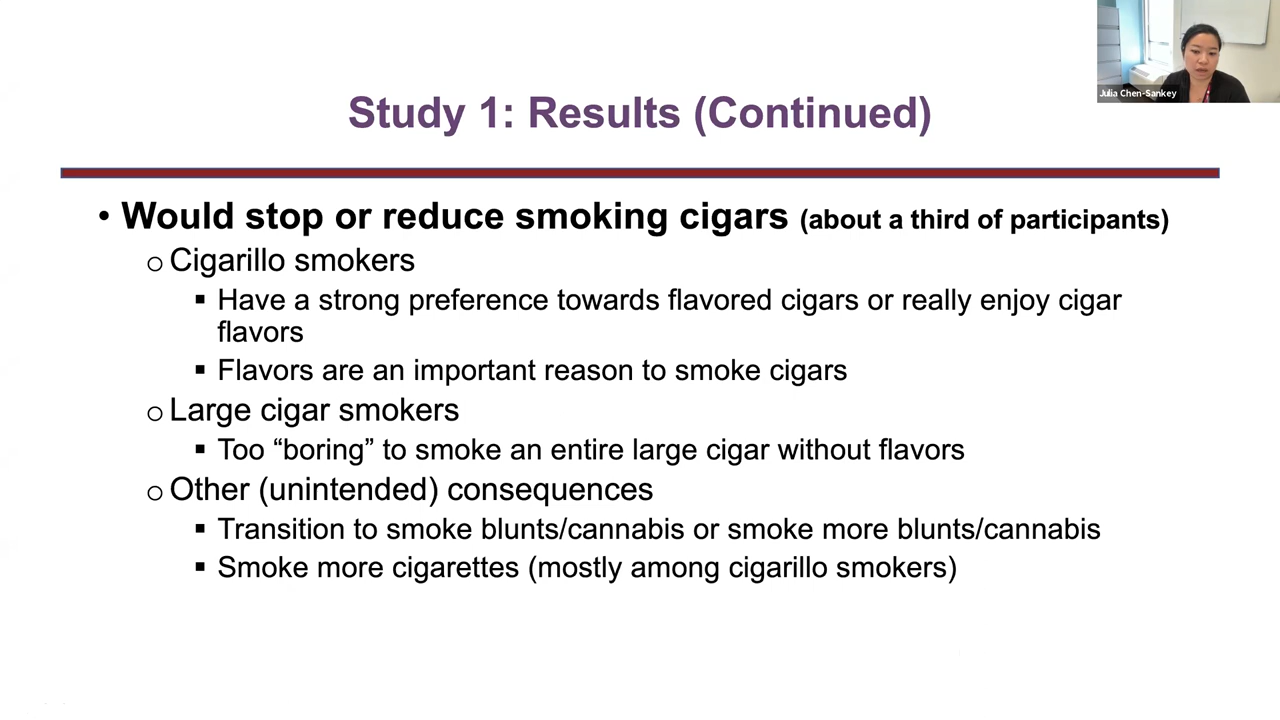 Julia Chen-Sankey
Study 1: Results (Continued)
• Would stop or reduce smoking cigars (about a third of participants)
o Cigarillo smokers
▪ Have a strong preference towards flavored cigars or really enjoy cigar
flavors
▪ Flavors are an important reason to smoke cigars
o Large cigar smokers
▪ Too “boring” to smoke an entire large cigar without flavors
o Other (unintended) consequences
▪ Transition to smoke blunts/cannabis or smoke more blunts/cannabis
▪ Smoke more cigarettes (mostly among cigarillo smokers)